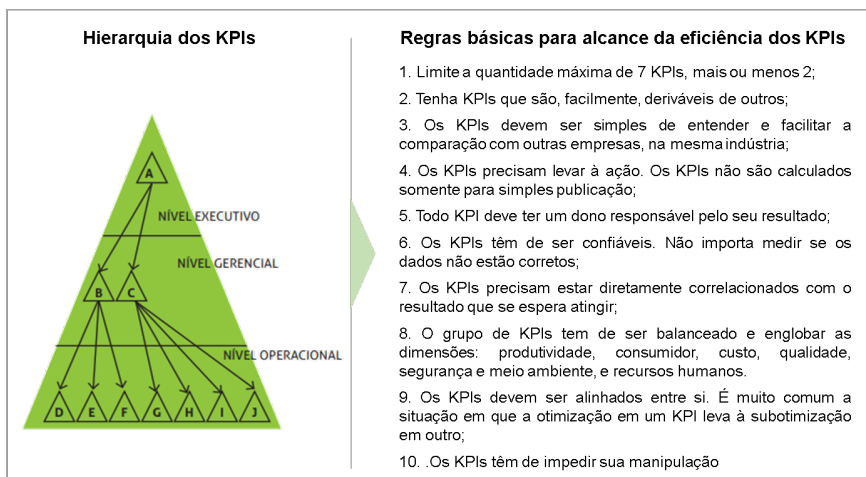 Hierarquia dos KPIs
A
NÍVEL EXECUTIVO
NÍVEL GERENCIAL
B C
NÍVEL OPERACIONAL
D E F G H I J
Regras básicas para alcance da eficiência dos KPIs
1. Limite a quantidade máxima de 7 KPIs, mais ou menos 2;
2. Tenha KPIs que são, facilmente, deriváveis de outros;
3. Os KPIs devem ser simples de entender e facilitar a
comparação com outras empresas, na mesma indústria;
4. Os KPIs precisam levar à ação. Os KPIs não são calculados
somente para simples publicação;
5. Todo KPI deve ter um dono responsável pelo seu resultado;
6. Os KPIs têm de ser confiáveis. Não importa medir se os
dados não estão corretos;
7. Os KPIs precisam estar diretamente correlacionados com o
resultado que se espera atingir;
8. O grupo de KPIs tem de ser balanceado e englobar as
dimensões: produtividade, consumidor, custo, qualidade,
segurança e meio ambiente, e recursos humanos.
9. Os KPIs devem ser alinhados entre si. É muito comum a
situação em que a otimização em um KPI leva à subotimização
em outro;
10. .Os KPIs têm de impedir sua manipulação